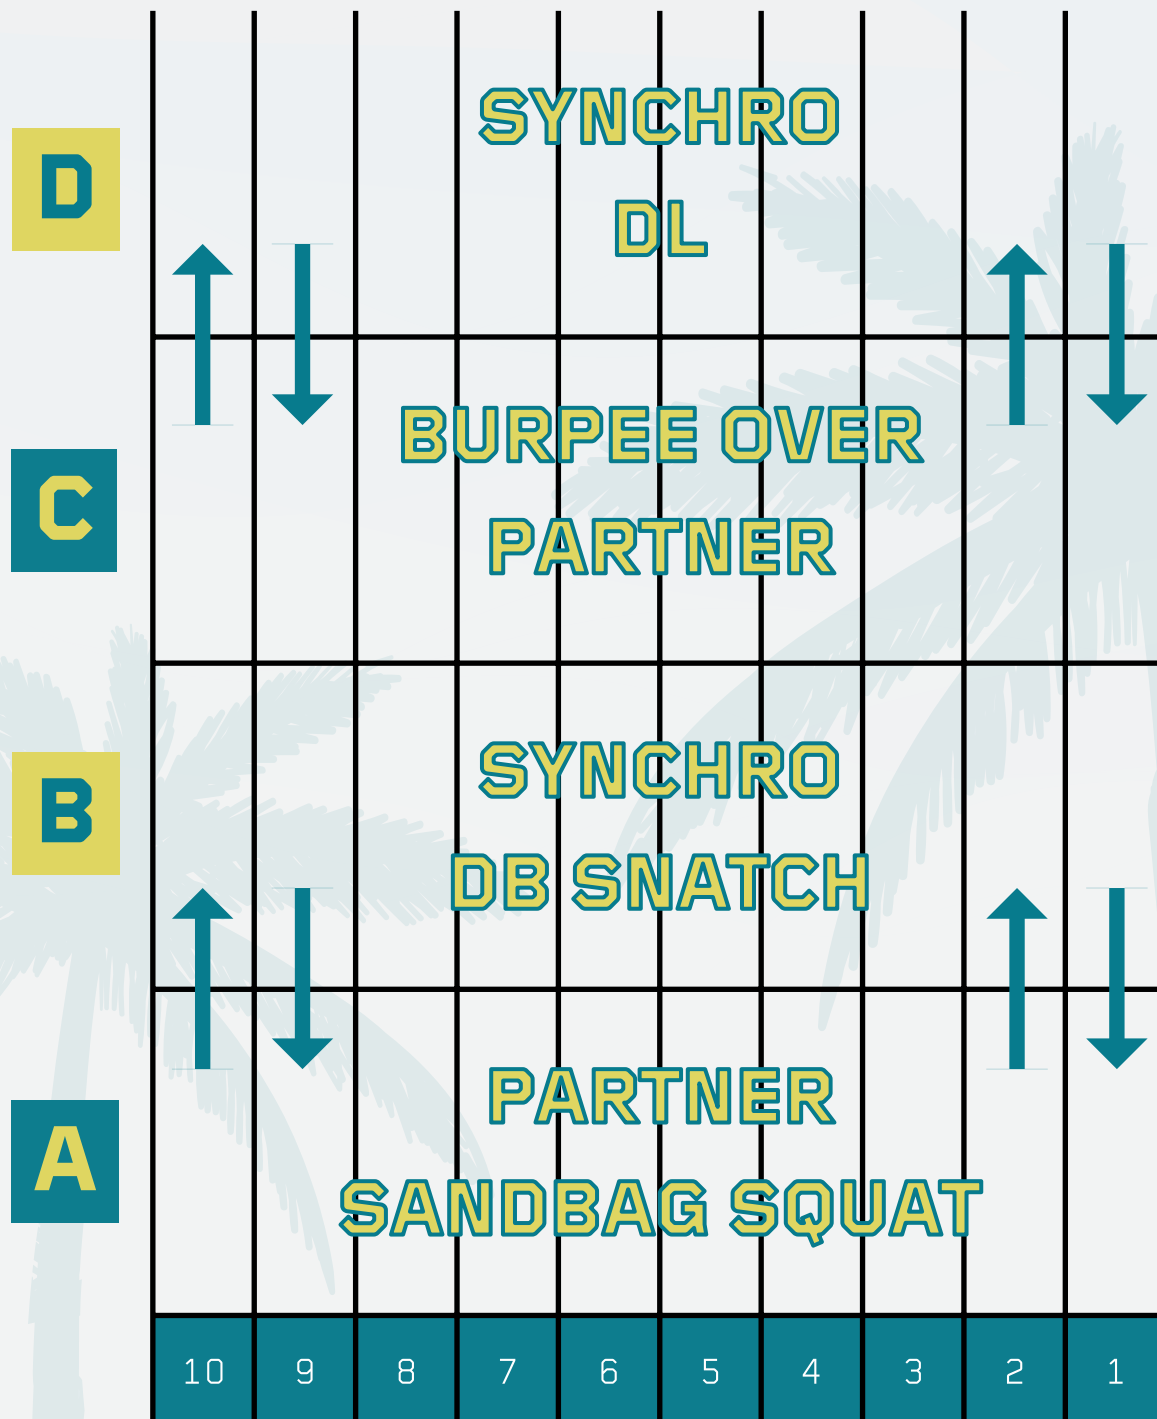 D
SYNCHRO
DL
C
BURPEE OVER
PARTNER
B
SYNCHRO
DB SNATCH
A
PARTNER
SANDBAG SQUAT
10 9 8 7 6 5 4 3 2 1